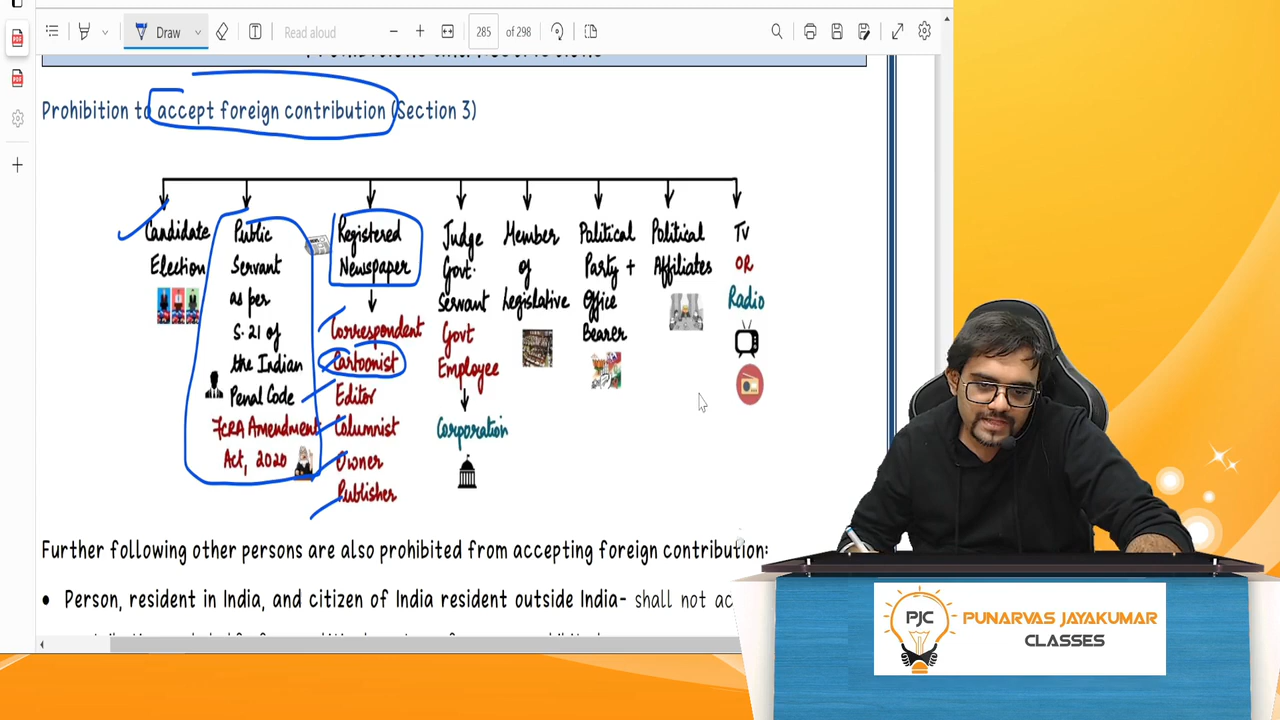 Draw
Read aloud
285 of 298
Prohibition to accept foreign contribution (Section 3)
Candidate
Election
Public
Servant
as per
S.21 of
the Indian
Penal Code
FCRA Amendment
Act, 2020
Registered
Newspaper
Correspondent
Cartoonist
Editor
Columnist
Owner
Publisher
Judge
Govt.
Servant
Govt
Employee
Corporation
Member
of
Legislative
Political
Party +
Office
Bearer
Political
Affiliates
Tv
OR
Radio
Further following other persons are also prohibited from accepting foreign contribution:
• Person, resident in India, and citizen of India resident outside India- shall not ac
PJC
PUNARVAS JAYAKUMAR
CLASSES